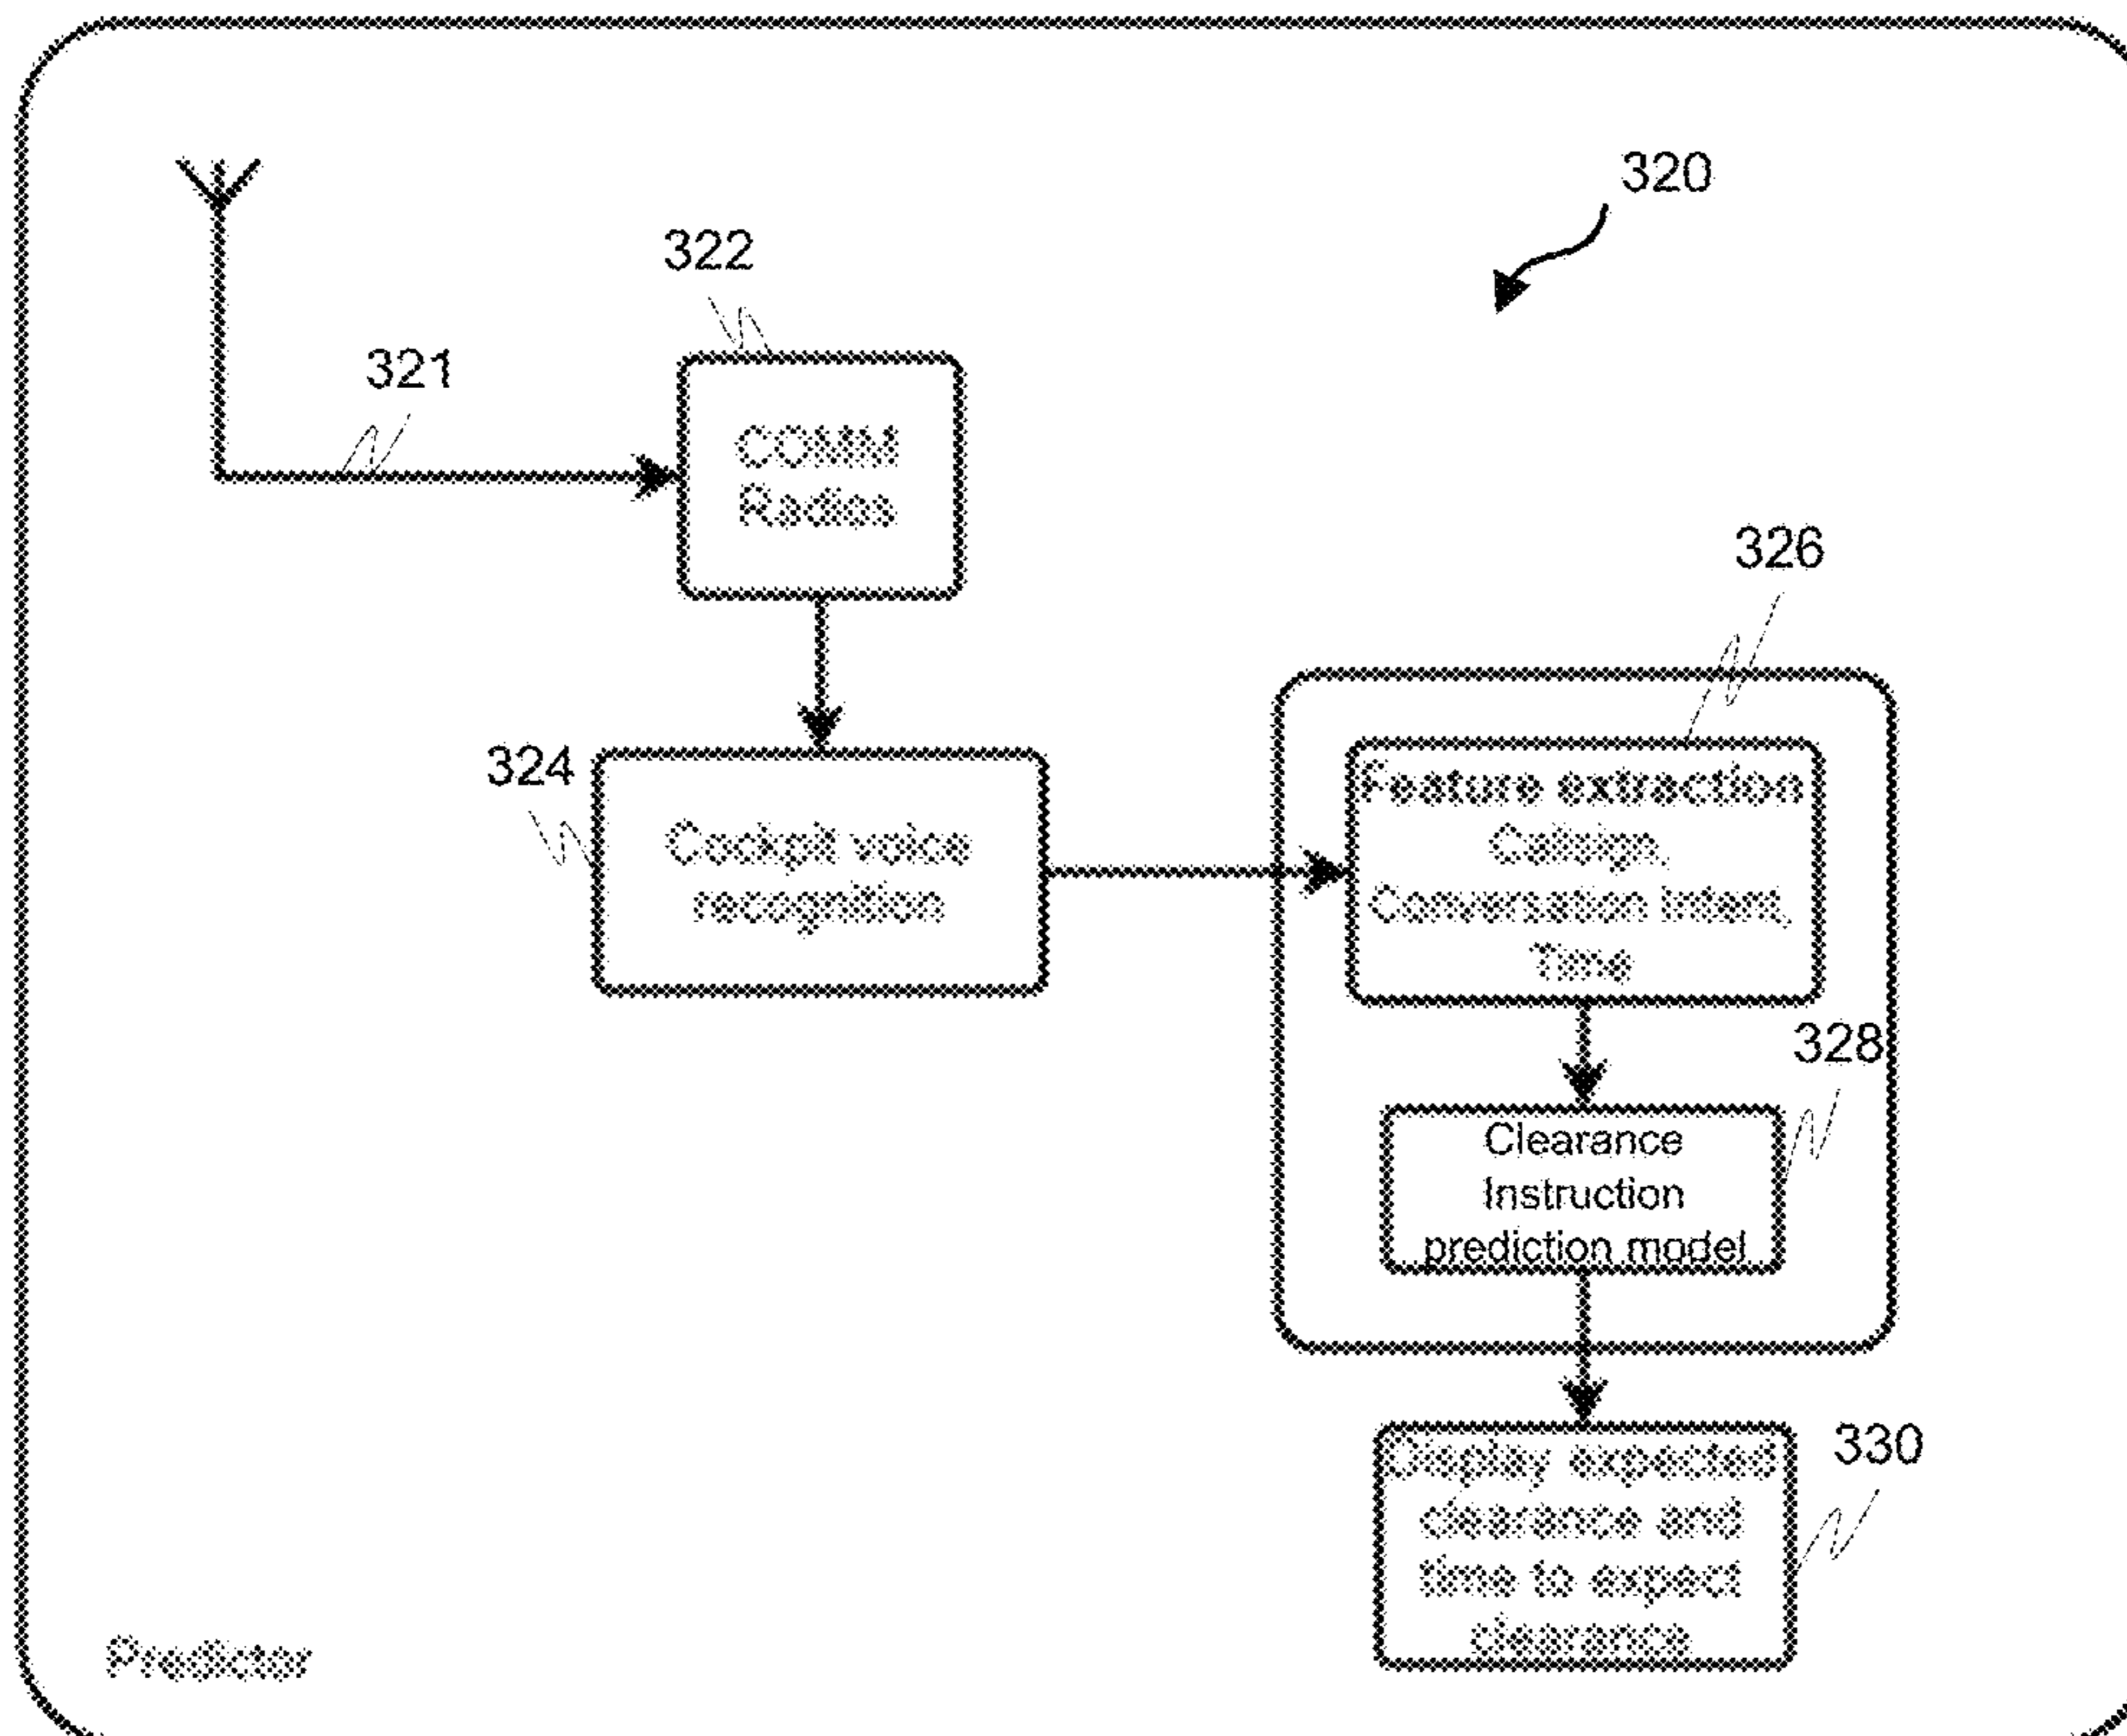 320
322
321
COMM
Radios
326
324
Feature extraction
Callsign,
Cockpit voice
recognition
Conversation Intent,
Time
328
Clearance
Instruction
prediction model
330
Display expected
clearance and
time to expect
clearance
Predictor